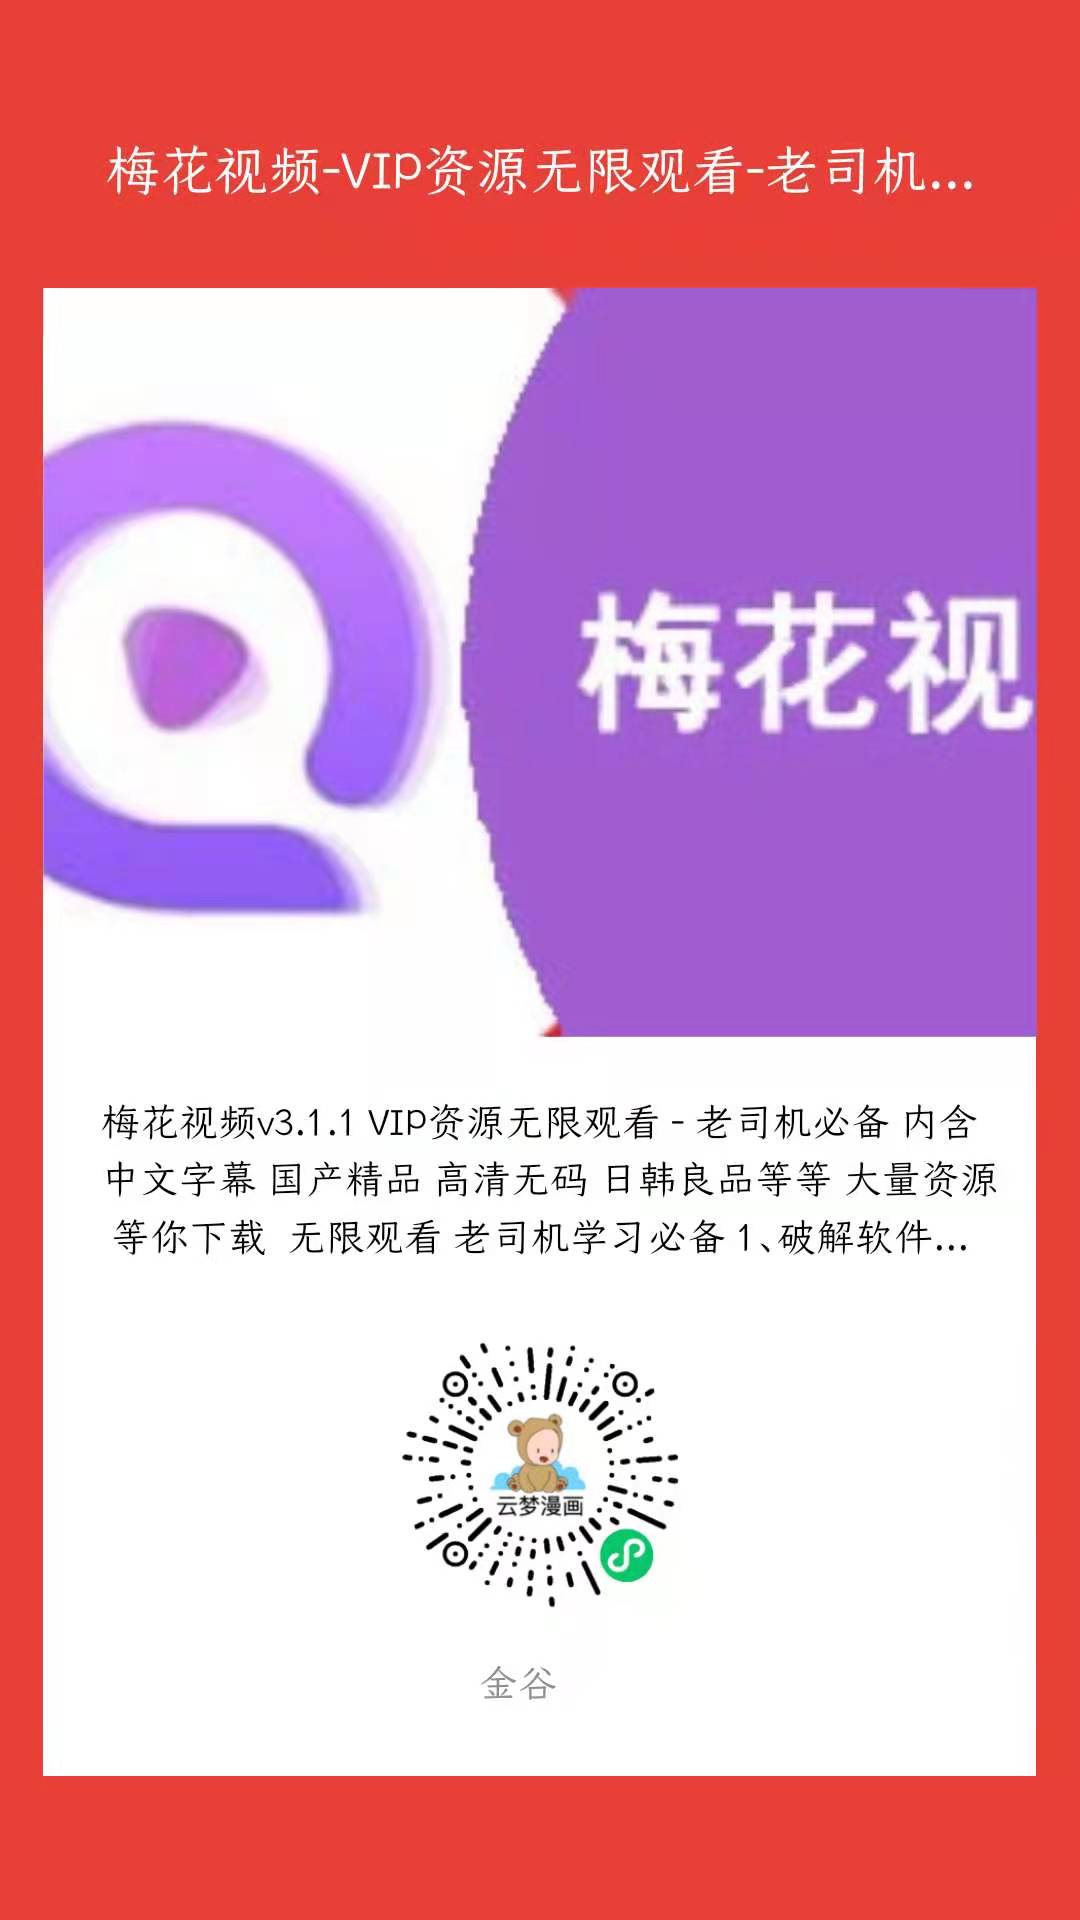 梅花视频-VIP资源无限观看-老司机...
梅花视
梅花视频v3.1.1 VIP资源无限观看 - 老司机必备 内含
中文字幕 国产精品 高清无码 日韩良品等等 大量资源
等你下载  无限观看 老司机学习必备 1、破解软件...
云梦漫画
金谷